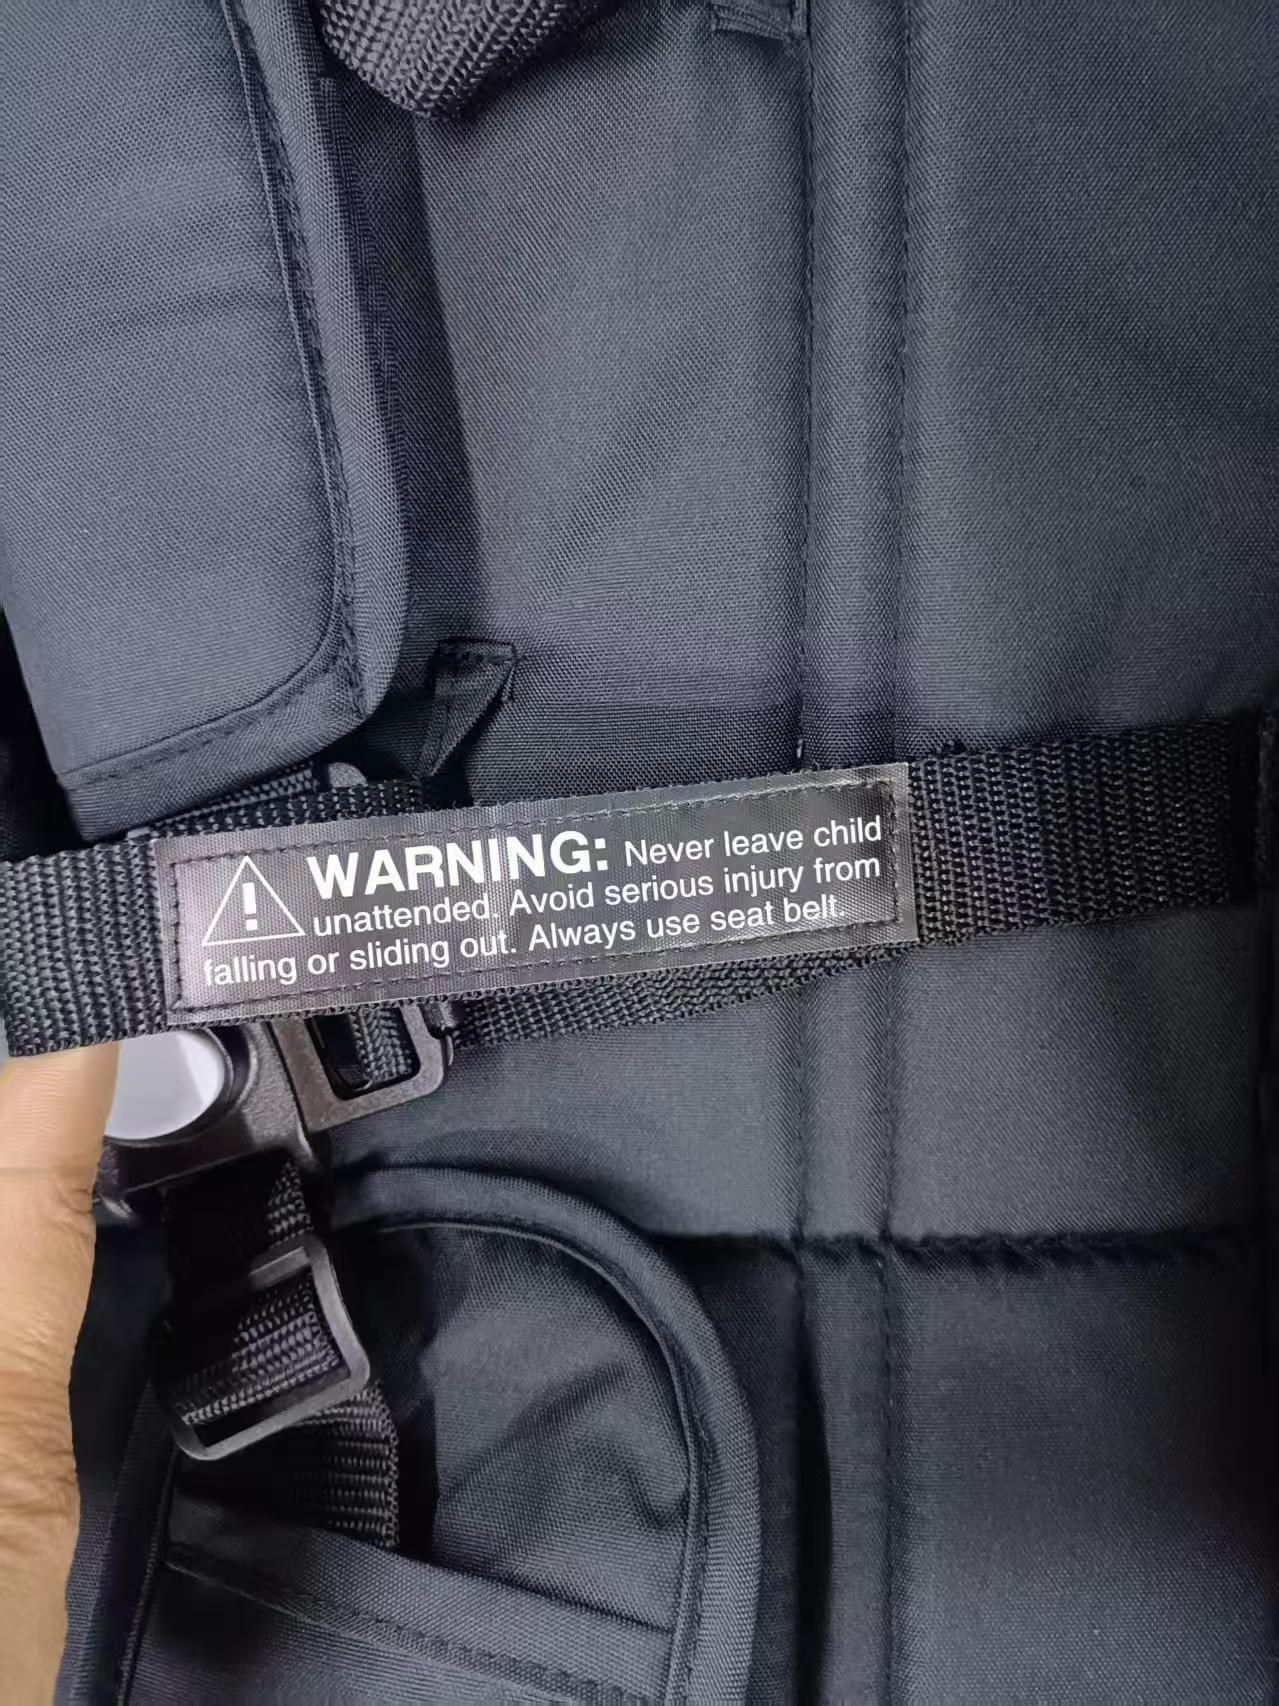 WARNING: Never leave child
unattended. Avoid serious injury from
falling or sliding out. Always use seat belt.